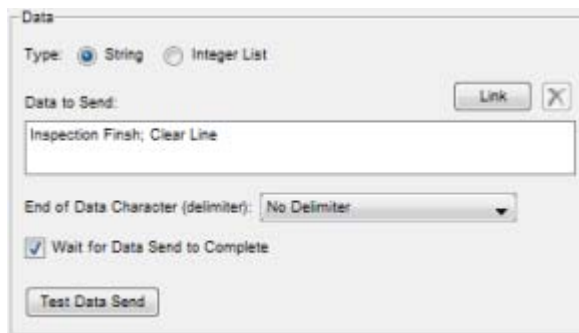 Data
Type: String Integer List
Data to Send: Link
Inspection Finsh; Clear Line
End of Data Character (delimiter): No Delimiter
Wait for Data Send to Complete
Test Data Send